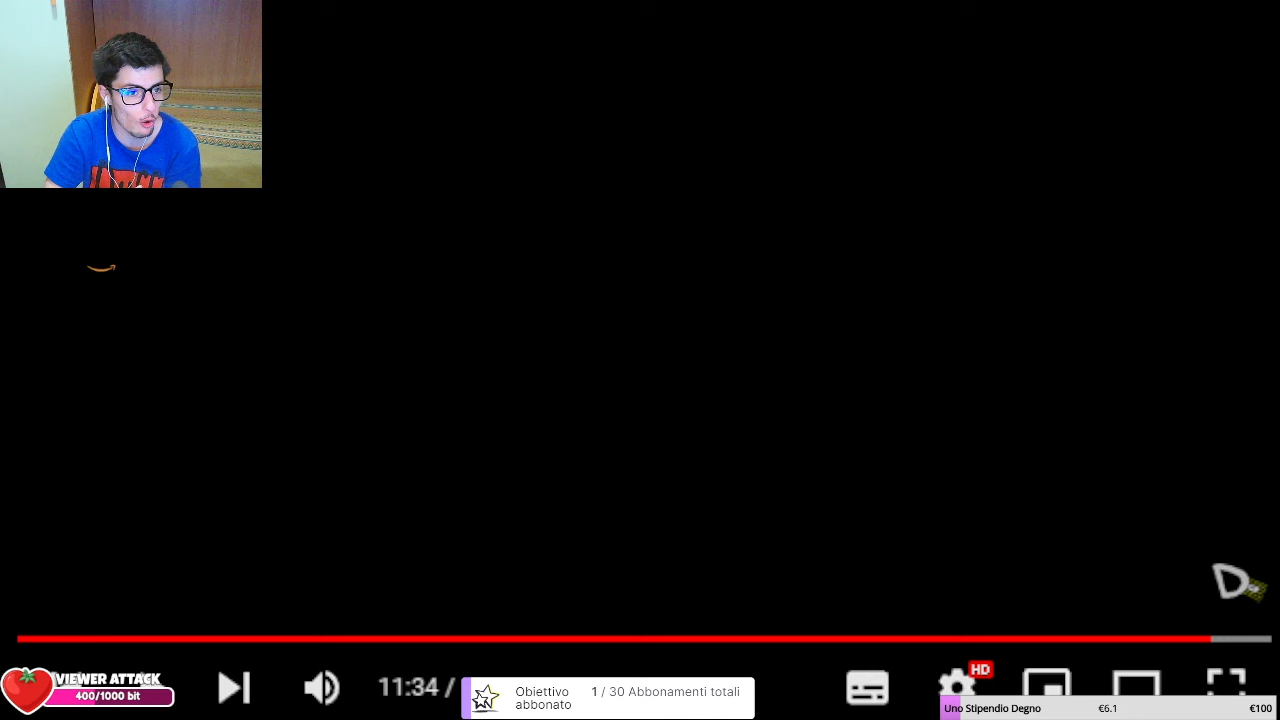 HD
VIEWER ATTACK
400/1000 bit
11:34 /
Obiettivo
abbonato
1 / 30 Abbonamenti totali
Uno Stipendio Degno €6.1 €100